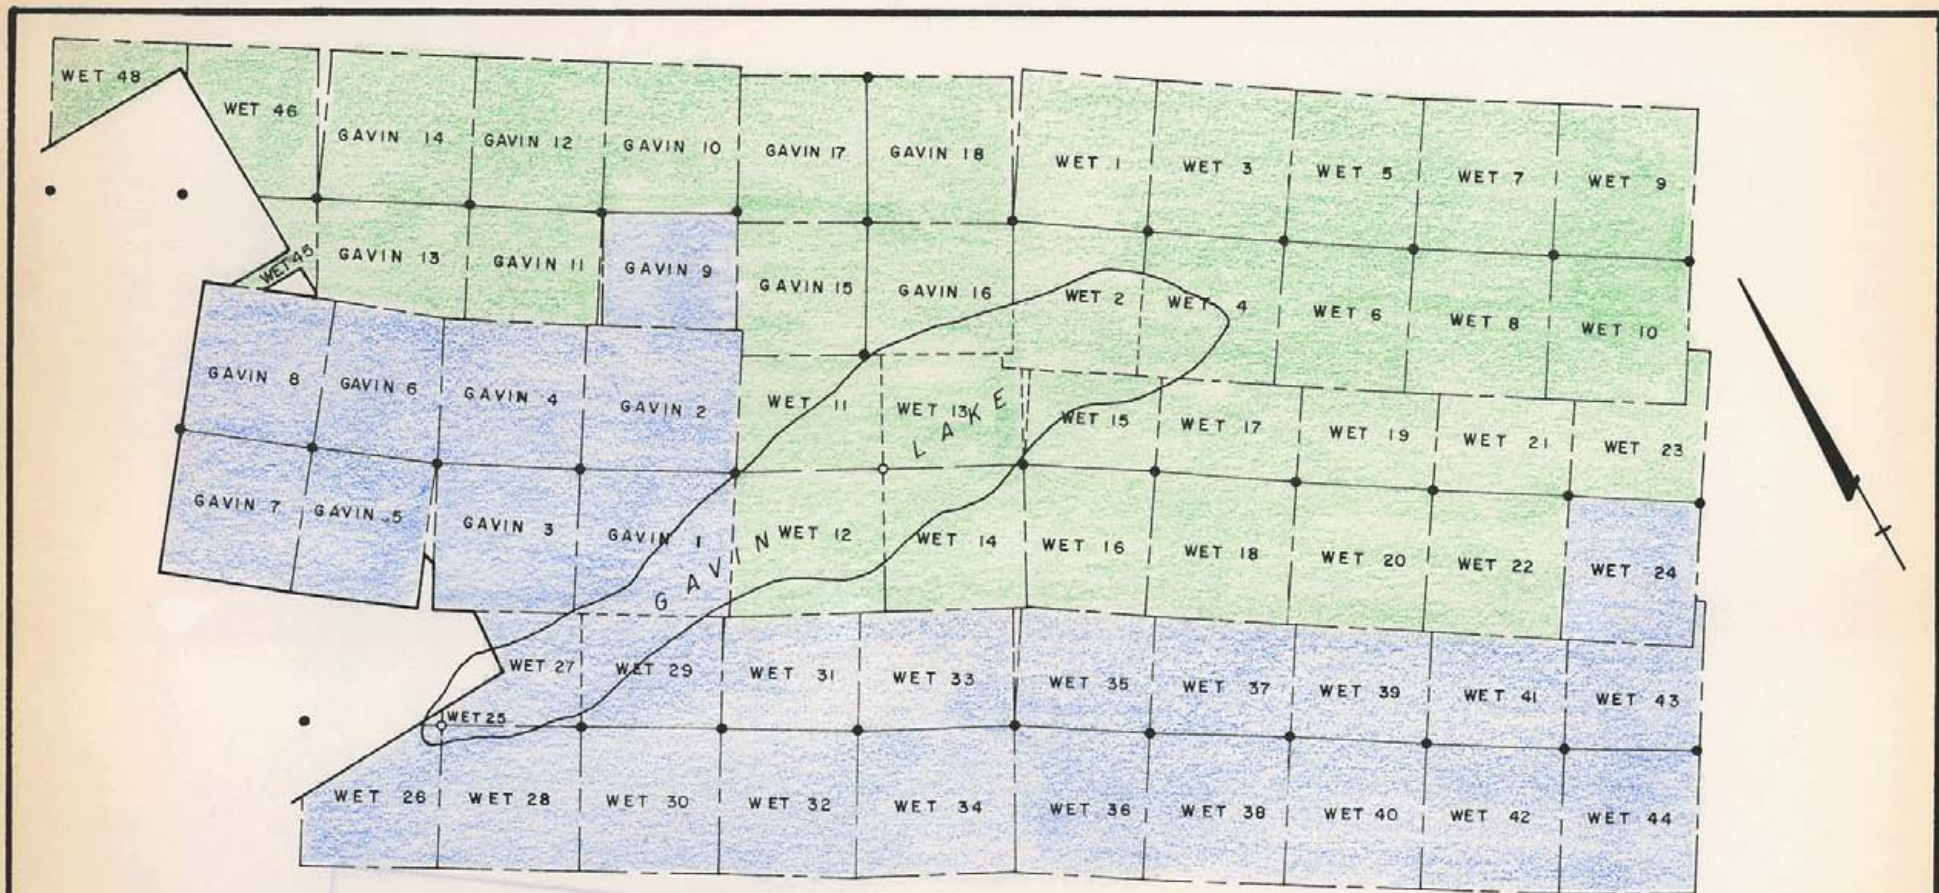 WET 48
WET 46
GAVIN 14
GAVIN 12
GAVIN 10
GAVIN 17
GAVIN 18
WET 1
WET 3
WET 5
WET 7
WET 9
WET 45
GAVIN 13
GAVIN 11
GAVIN 9
GAVIN 15
GAVIN 16
WET 2
WET 4
WET 6
WET 8
WET 10
GAVIN 8
GAVIN 6
GAVIN 4
GAVIN 2
WET 11
WET 13
WET 15
WET 17
WET 19
WET 21
WET 23
GAVIN 7
GAVIN 5
GAVIN 3
GAVIN 1
WET 12
WET 14
WET 16
WET 18
WET 20
WET 22
WET 24
GAVIN LAKE
WET 27
WET 29
WET 31
WET 33
WET 35
WET 37
WET 39
WET 41
WET 43
WET 25
WET 26
WET 28
WET 30
WET 32
WET 34
WET 36
WET 38
WET 40
WET 42
WET 44